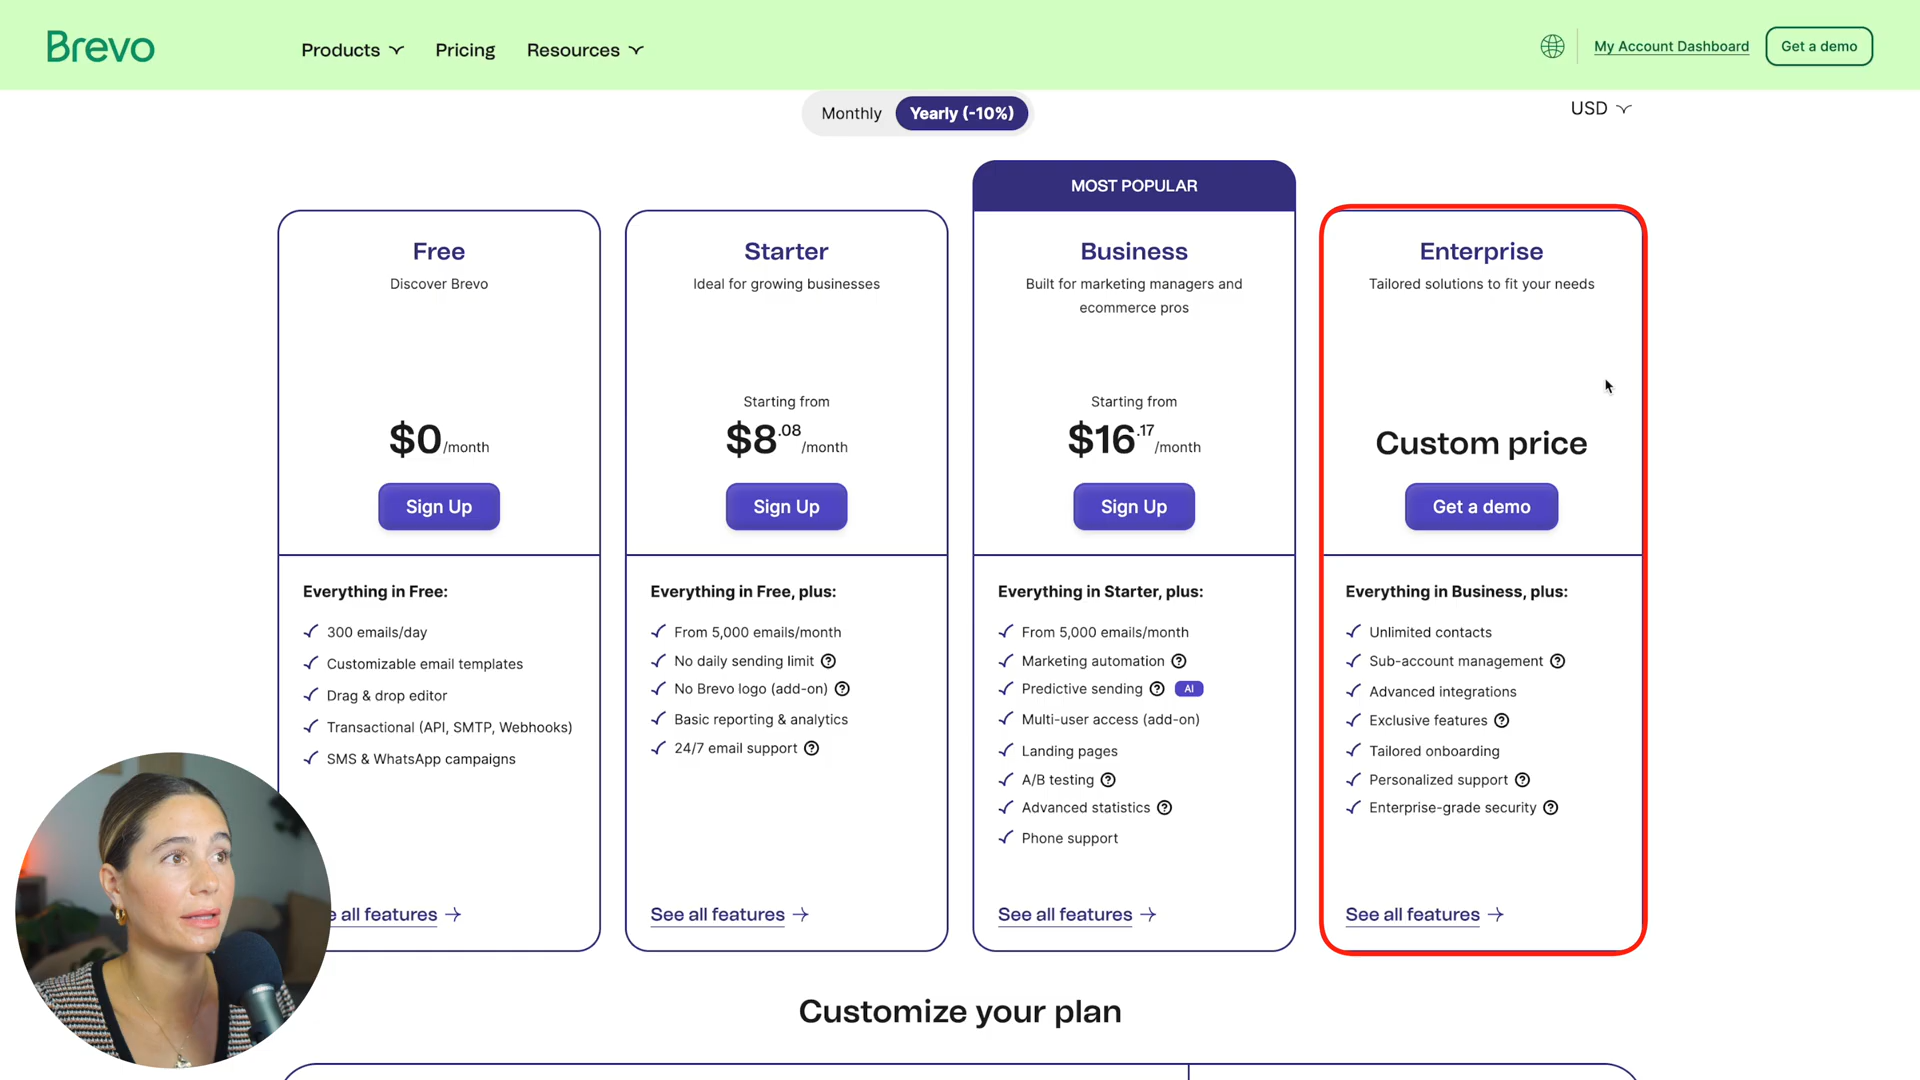 Brevo
Products
Pricing
Resources
My Account Dashboard
Get a demo
Monthly
Yearly (-10%)
USD
Free
Discover Brevo
$0/month
Sign Up
Everything in Free:
300 emails/day
Customizable email templates
Drag & drop editor
Transactional (API, SMTP, Webhooks)
SMS & WhatsApp campaigns
all features
Starter
Ideal for growing businesses
Starting from
$8.08/month
Sign Up
Everything in Free, plus:
From 5,000 emails/month
No daily sending limit
No Brevo logo (add-on)
Basic reporting & analytics
24/7 email support
See all features
MOST POPULAR
Business
Built for marketing managers and
ecommerce pros
Starting from
$16.17/month
Sign Up
Everything in Starter, plus:
From 5,000 emails/month
Marketing automation
Predictive sending AI
Multi-user access (add-on)
Landing pages
A/B testing
Advanced statistics
Phone support
See all features
Enterprise
Tailored solutions to fit your needs
Custom price
Get a demo
Everything in Business, plus:
Unlimited contacts
Sub-account management
Advanced integrations
Exclusive features
Tailored onboarding
Personalized support
Enterprise-grade security
See all features
Customize your plan